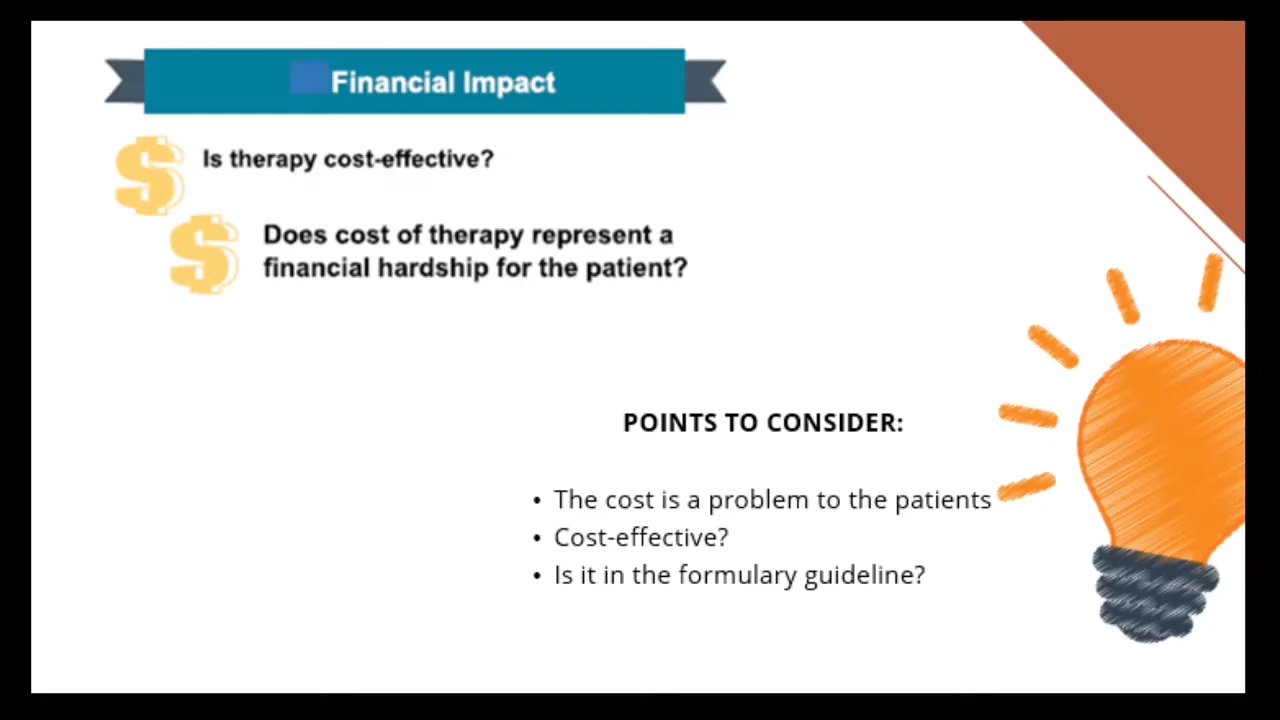 Financial Impact
Is therapy cost-effective?
Does cost of therapy represent a
financial hardship for the patient?
POINTS TO CONSIDER:
• The cost is a problem to the patients
• Cost-effective?
• Is it in the formulary guideline?